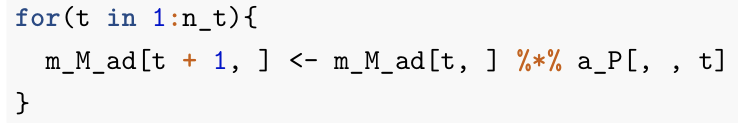 for(t in 1:n_t){
  m_M_ad[t + 1, ] <- m_M_ad[t, ] %*% a_P[, , t]
}